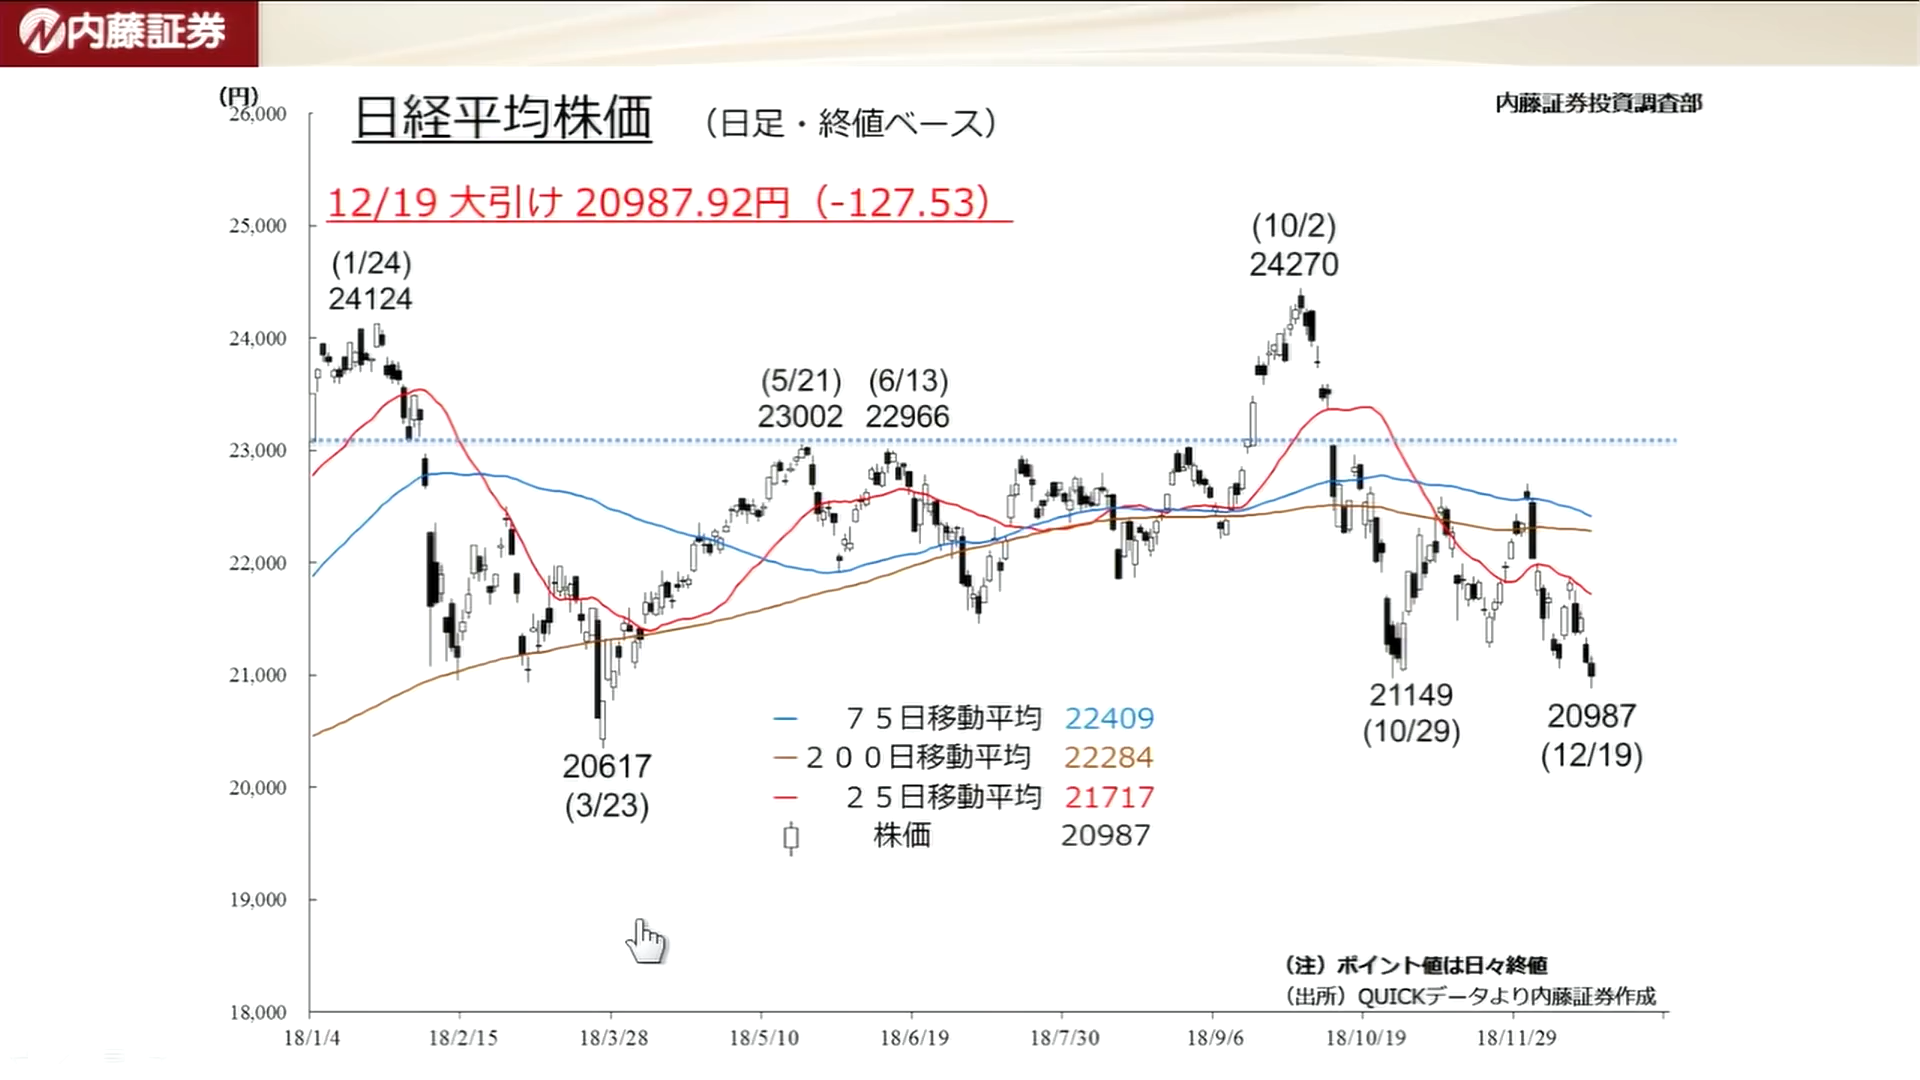 内藤証券
(円)
日経平均株価 （日足・終値ベース）
内藤証券投資調査部
12/19 大引け 20987.92円（-127.53）
26,000
25,000
24,000
23,000
22,000
21,000
20,000
19,000
18,000
(1/24)
24124
(5/21)
23002
(6/13)
22966
(10/2)
24270
20617
(3/23)
21149
(10/29)
20987
(12/19)
７５日移動平均 22409
２００日移動平均 22284
２５日移動平均 21717
株価 20987
（注）ポイント値は日々終値
（出所）QUICKデータより内藤証券作成
18/1/4 18/2/15 18/3/28 18/5/10 18/6/19 18/7/30 18/9/6 18/10/19 18/11/29